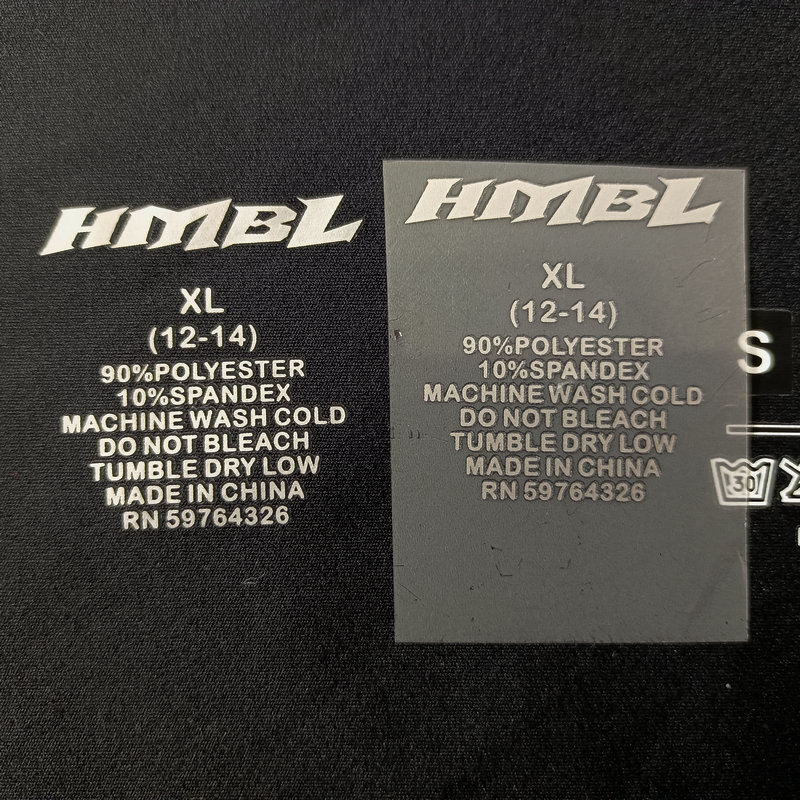 HMBL
XL
(12-14)
90%POLYESTER
10%SPANDEX
MACHINE WASH COLD
DO NOT BLEACH
TUMBLE DRY LOW
MADE IN CHINA
RN 59764326
HMBL
XL
(12-14)
90%POLYESTER
10%SPANDEX
MACHINE WASH COLD
DO NOT BLEACH
TUMBLE DRY LOW
MADE IN CHINA
RN 59764326
S
30